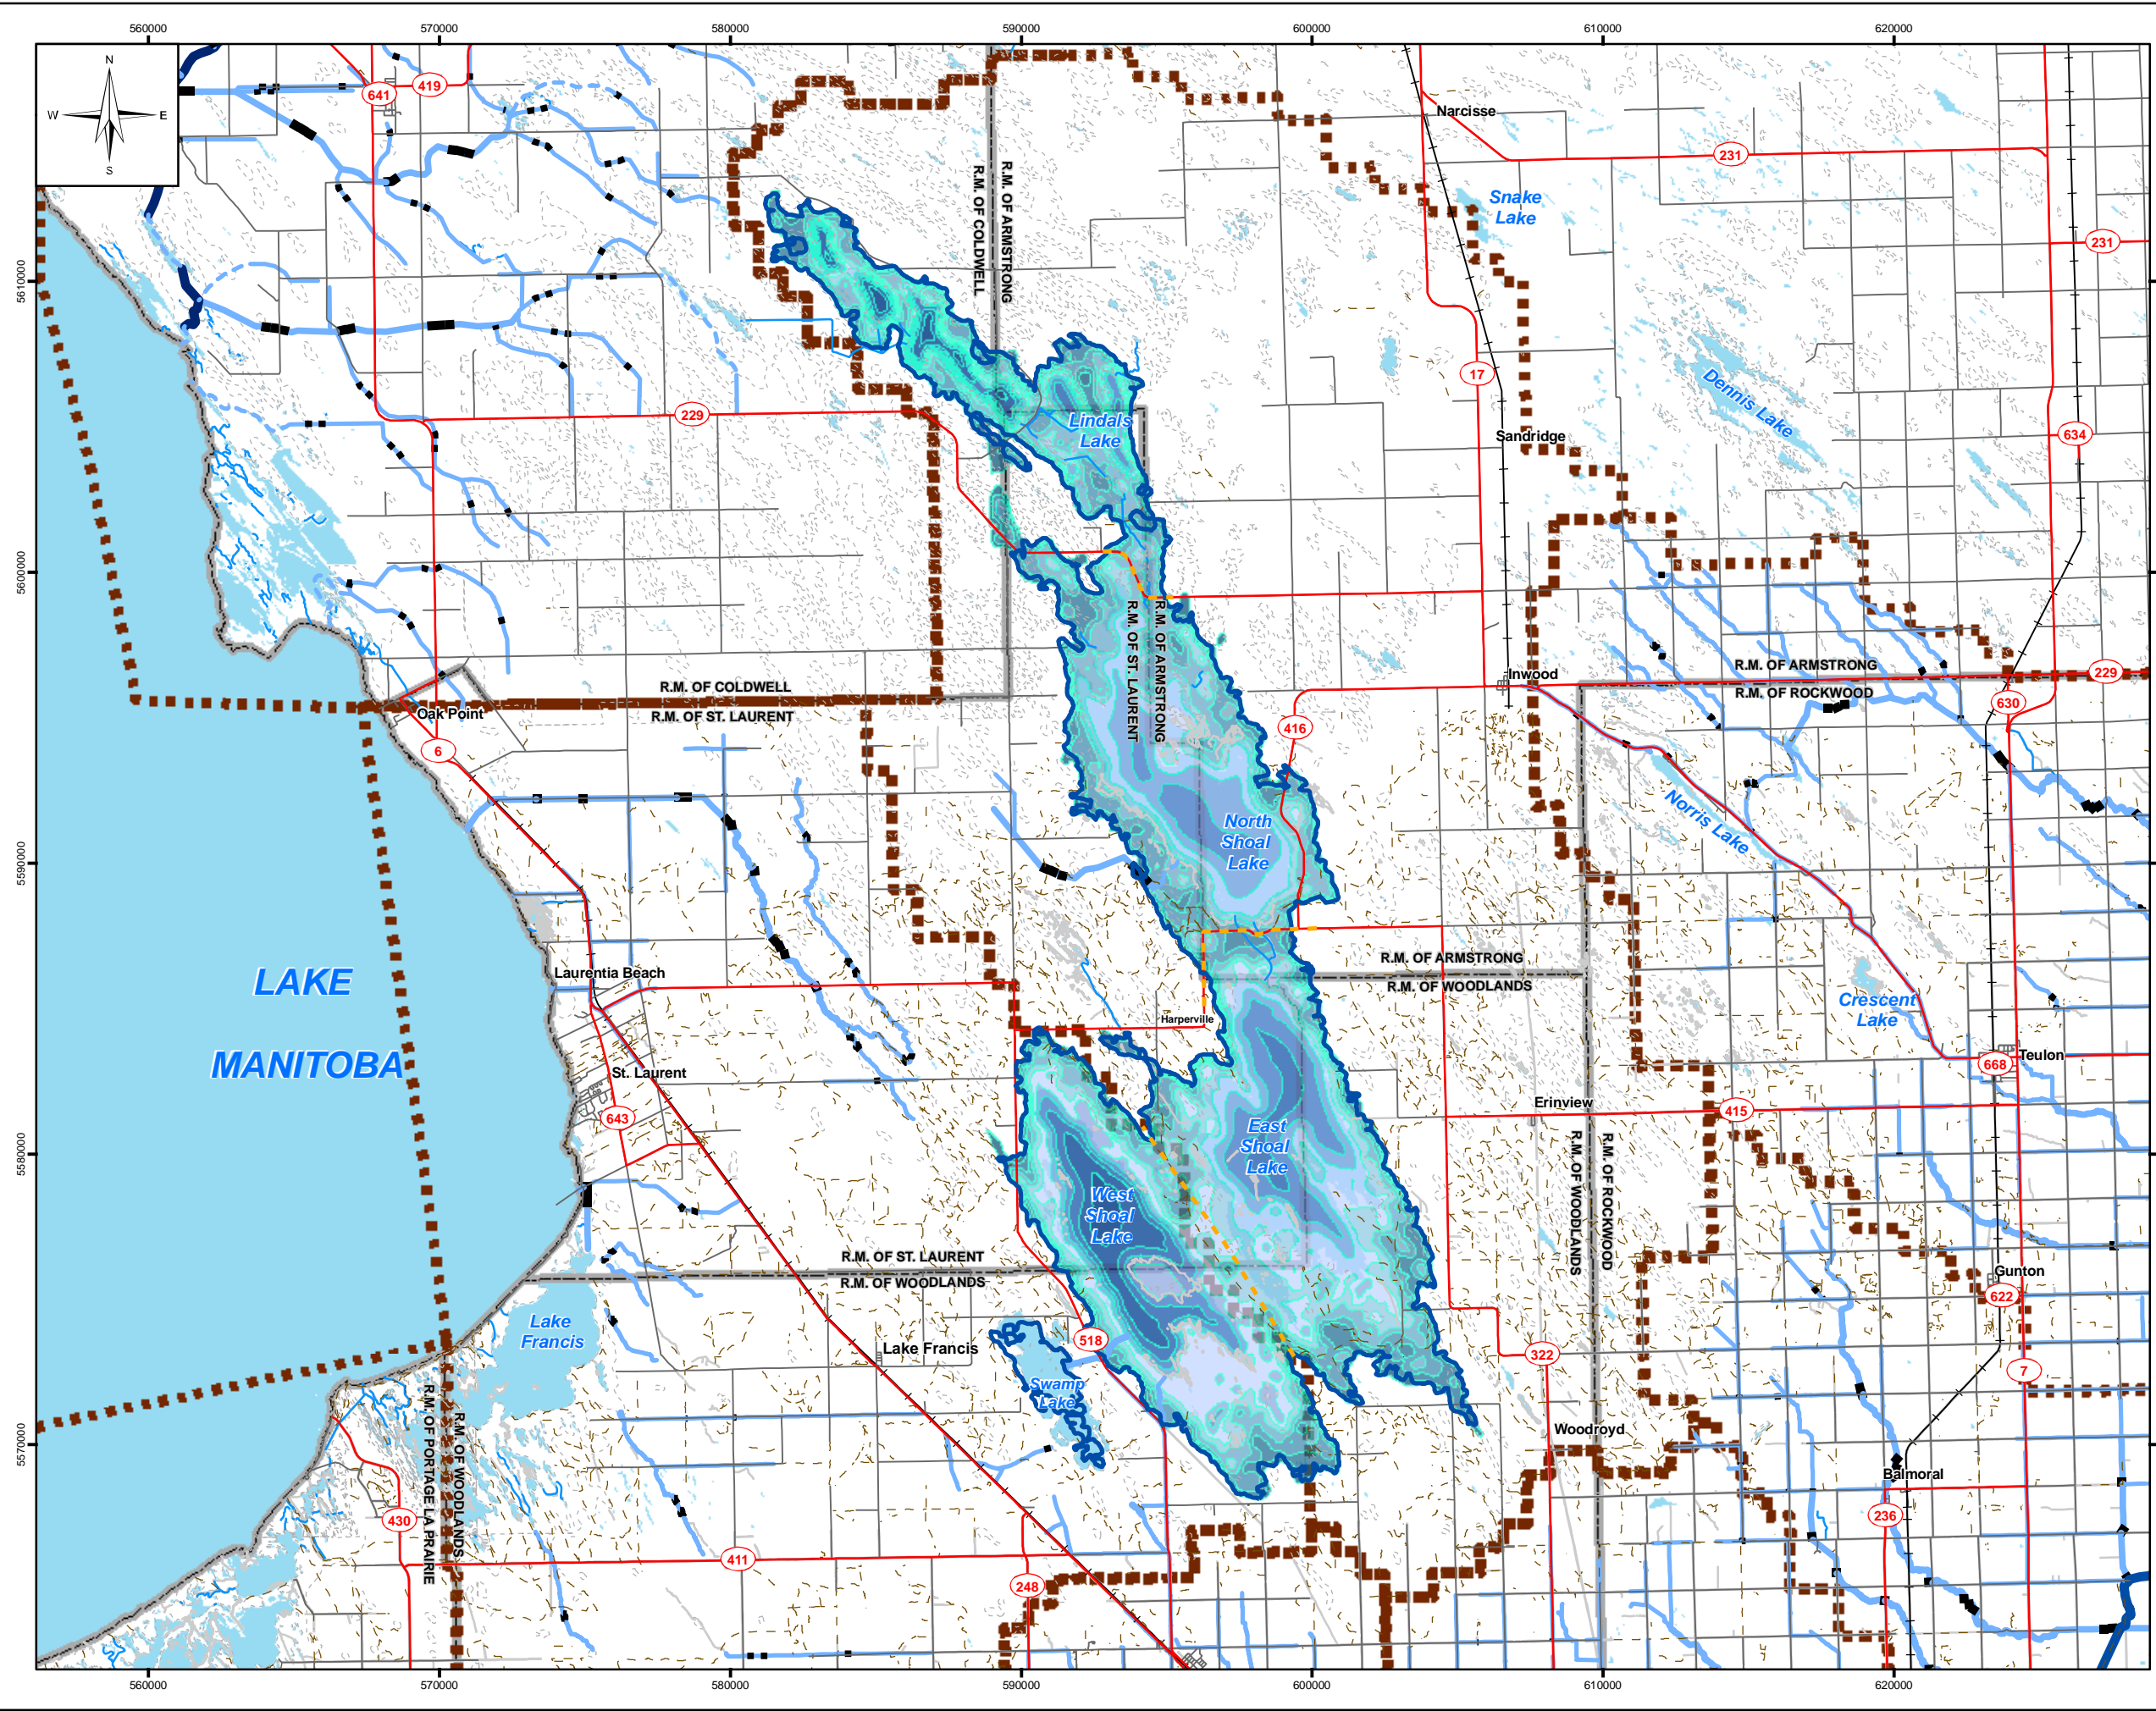 560000
570000
580000
590000
600000
610000
620000
N
W
E
S
641
419
Narcisse
231
R.M. OF COLDWELL
R.M. OF ARMSTRONG
Snake
Lake
231
5610000
17
Dennis Lake
229
Lindals
Lake
Sandridge
634
5600000
R.M. OF ST. LAURENT
R.M. OF ARMSTRONG
R.M. OF ARMSTRONG
229
R.M. OF COLDWELL
Inwood
R.M. OF ROCKWOOD
630
Oak Point
R.M. OF ST. LAURENT
6
416
Norris Lake
North
Shoal
Lake
5590000
LAKE
MANITOBA
Laurentia Beach
R.M. OF ARMSTRONG
R.M. OF WOODLANDS
Crescent
Lake
Harperville
Teulon
668
St. Laurent
643
Erinview
415
East
Shoal
Lake
5580000
R.M. OF WOODLANDS
R.M. OF ROCKWOOD
West
Shoal
Lake
R.M. OF ST. LAURENT
R.M. OF WOODLANDS
Gunton
622
Lake
Francis
518
Lake Francis
322
7
Swamp
Lake
R.M. OF PORTAGE LA PRAIRIE
R.M. OF WOODLANDS
5570000
Woodroyd
Balmoral
430
236
411
248
560000
570000
580000
590000
600000
610000
620000